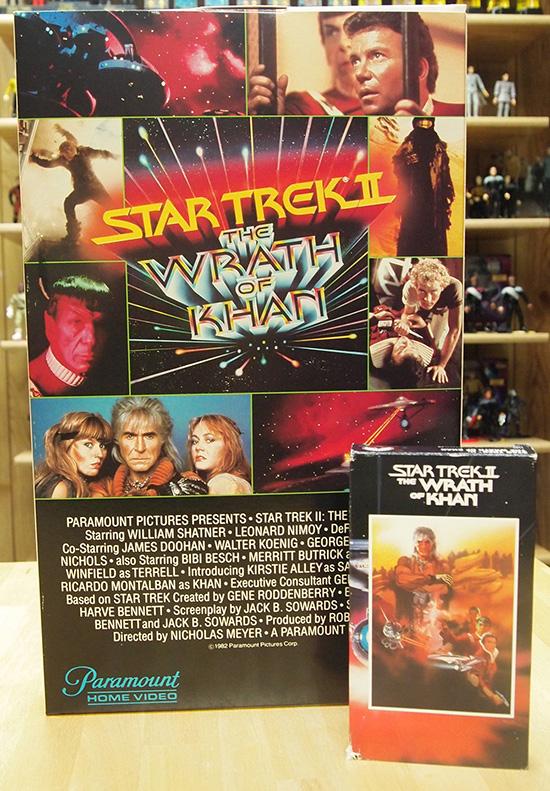 STAR TREK® II
THE
WRATH
OF
KHAN
PARAMOUNT PICTURES PRESENTS • STAR TREK II: THE
Starring WILLIAM SHATNER • LEONARD NIMOY • DeF
Co-Starring JAMES DOOHAN • WALTER KOENIG • GEORGE
NICHOLS • also Starring BIBI BESCH • MERRITT BUTRICK a
WINFIELD as TERRELL • Introducing KIRSTIE ALLEY as SA
RICARDO MONTALBAN as KHAN • Executive Consultant GE
Based on STAR TREK Created by GENE RODDENBERRY • E
HARVE BENNETT • Screenplay by JACK B. SOWARDS • S
BENNETT and JACK B. SOWARDS • Produced by ROB
Directed by NICHOLAS MEYER • A PARAMOUNT
©1982 Paramount Pictures Corp.
Paramount
HOME VIDEO
STAR TREK II
THE WRATH
OF KHAN